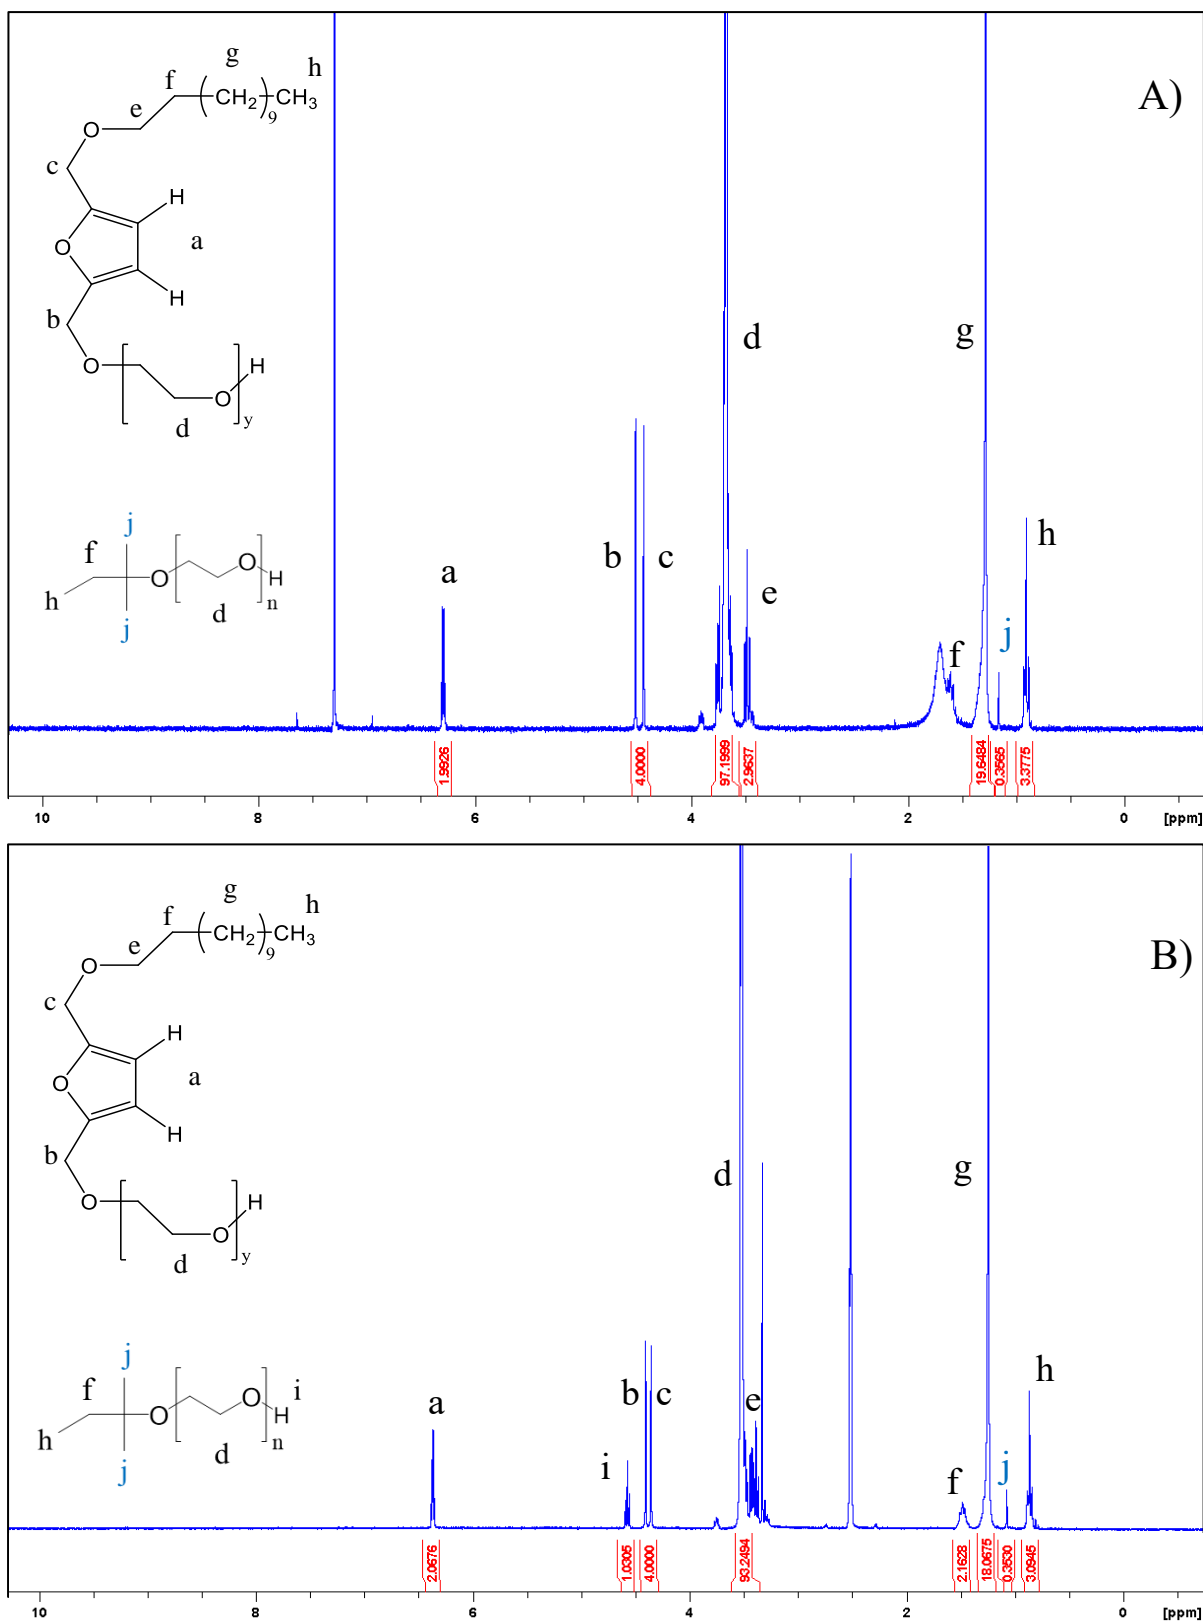 A)
g
h
f
(CH₂)₉CH₃
e
O
c
H
a
O
H
b
O
H
O
y
d
j
f
O
O
H
h
n
d
j
a
b
c
d
e
f
g
j
h
1.9926
4.0000
97.1999
2.9637
19.6484
0.3565
3.3775
10 8 6 4 2 0 [ppm]
B)
g
h
f
(CH₂)₉CH₃
e
O
c
H
a
O
H
b
O
H
O
y
d
j
f
O
O
H
i
h
n
d
j
a
i
b
c
d
e
f
g
j
h
2.0676
1.0305
4.0000
93.2494
2.1628
18.0675
0.3530
3.0945
10 8 6 4 2 0 [ppm]